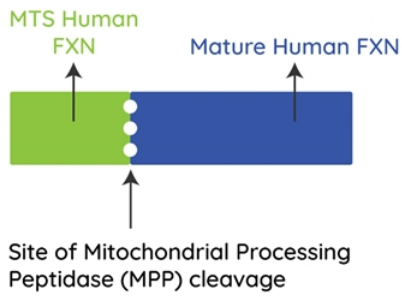 MTS Human
FXN
Mature Human FXN
Site of Mitochondrial Processing
Peptidase (MPP) cleavage